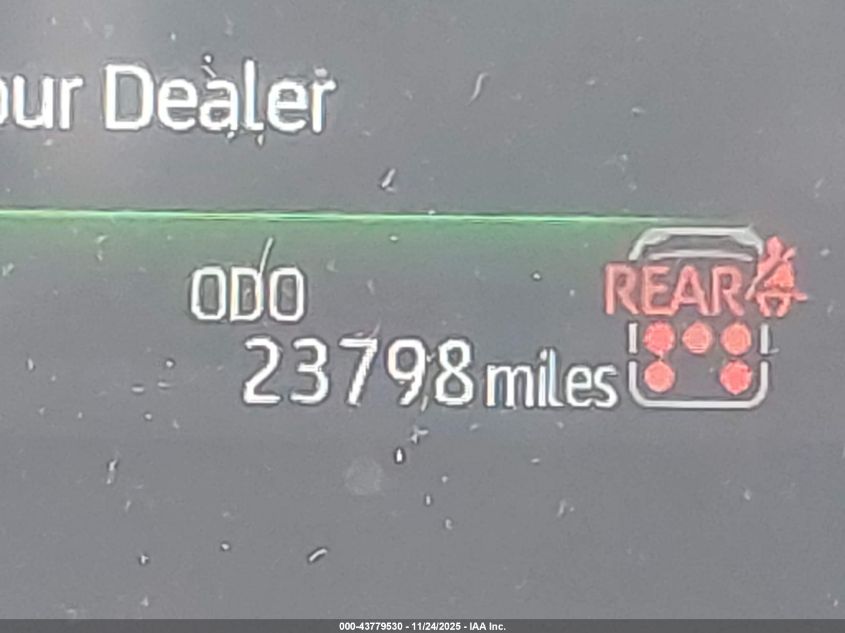 our Dealer
ODO
REAR
23798 miles
000-43779530 - 11/24/2025 - IAA Inc.